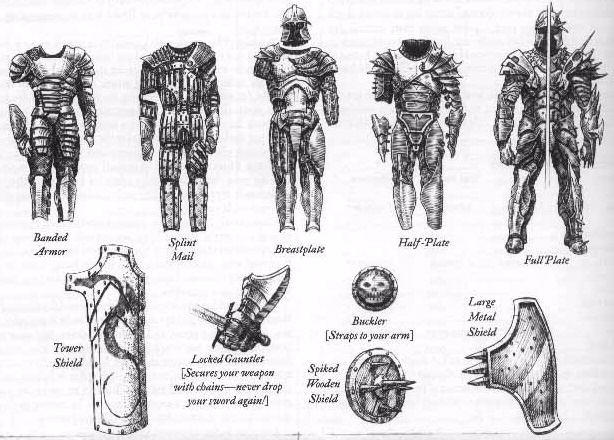 Banded
Armor
Splint
Mail
Breastplate
Half-Plate
Full Plate
Tower
Shield
Locked Gauntlet
[Secures your weapon
with chains—never drop
your sword again!]
Buckler
[Straps to your arm]
Spiked
Wooden
Shield
Large
Metal
Shield